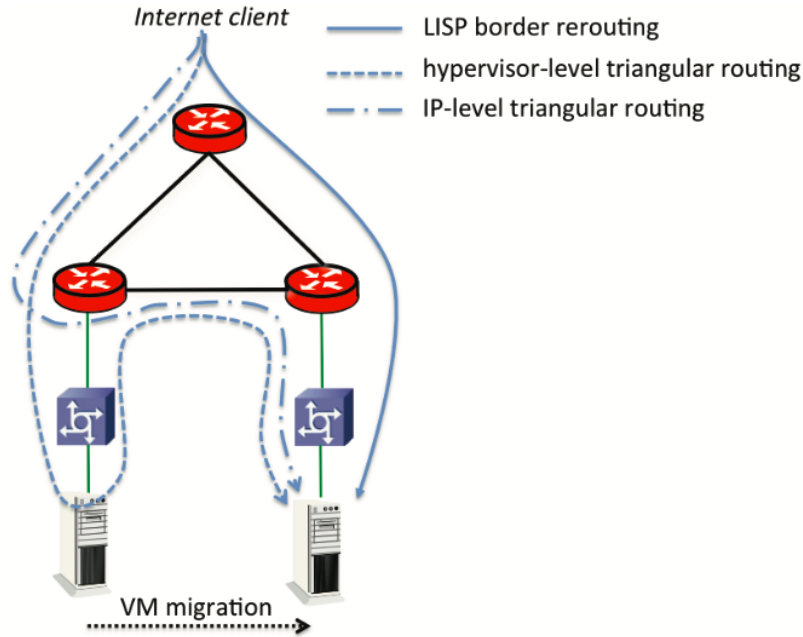 Internet client
LISP border rerouting
hypervisor-level triangular routing
IP-level triangular routing
VM migration